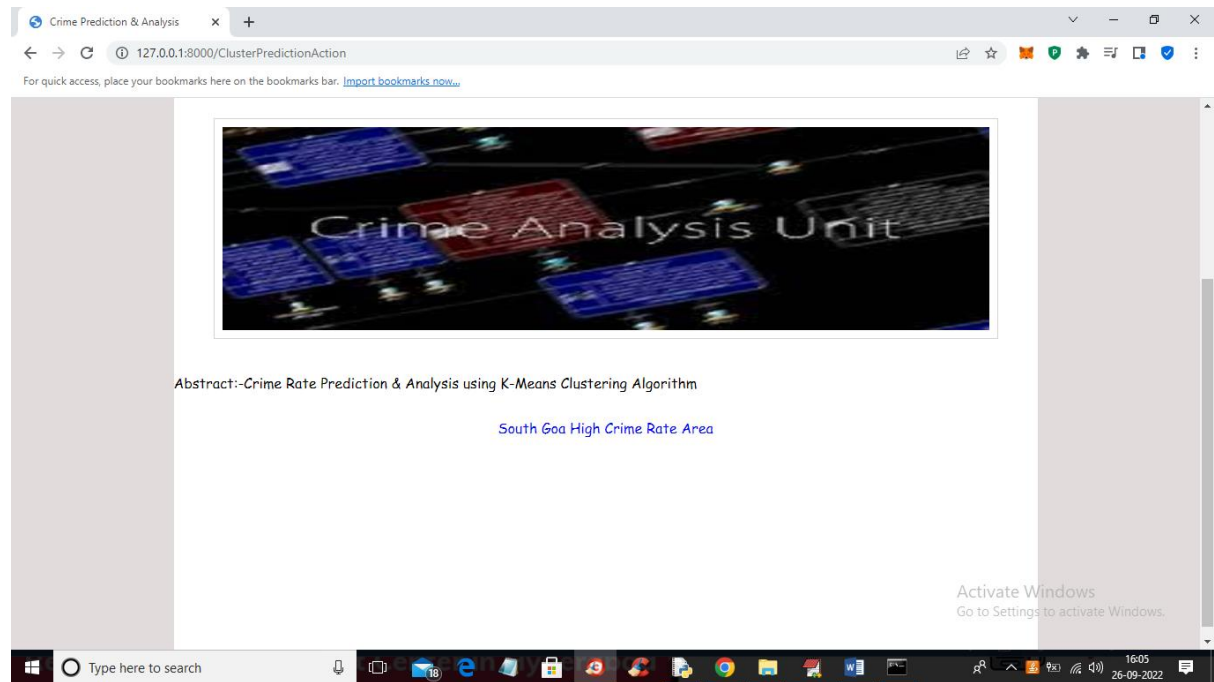 Crime Prediction & Analysis
127.0.0.1:8000/ClusterPredictionAction
For quick access, place your bookmarks here on the bookmarks bar. Import bookmarks now...
Crime Analysis Unit
Abstract:-Crime Rate Prediction & Analysis using K-Means Clustering Algorithm
South Goa High Crime Rate Area
Activate Windows
Go to Settings to activate Windows.
Type here to search
18
16:05
26-09-2022